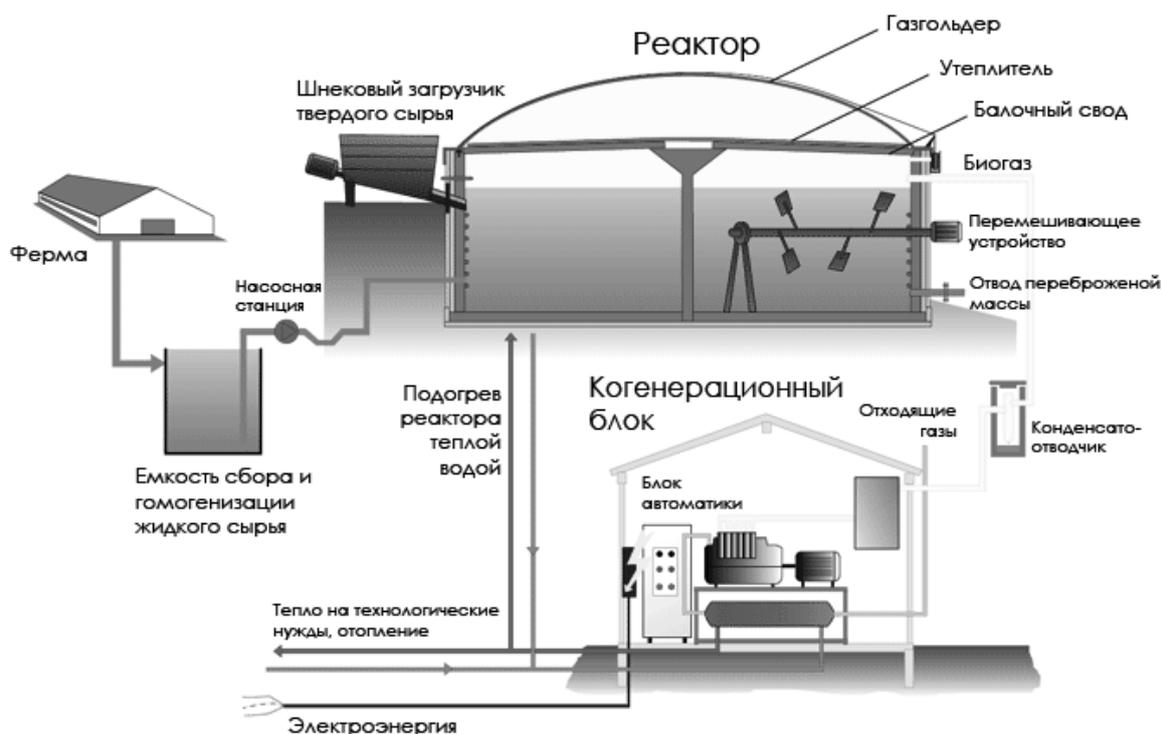 Реактор
Газгольдер
Утеплитель
Балочный свод
Шнековый загрузчик
твердого сырья
Биогаз
Перемешивающее
устройство
Ферма
Насосная
станция
Отвод переброженой
массы
Подогрев
реактора
теплой
водой
Когенерационный
блок
Отходящие
газы
Конденсато-
отводчик
Емкость сбора и
гомогенизации
жидкого сырья
Блок
автоматики
Тепло на технологические
нужды, отопление
Электроэнергия